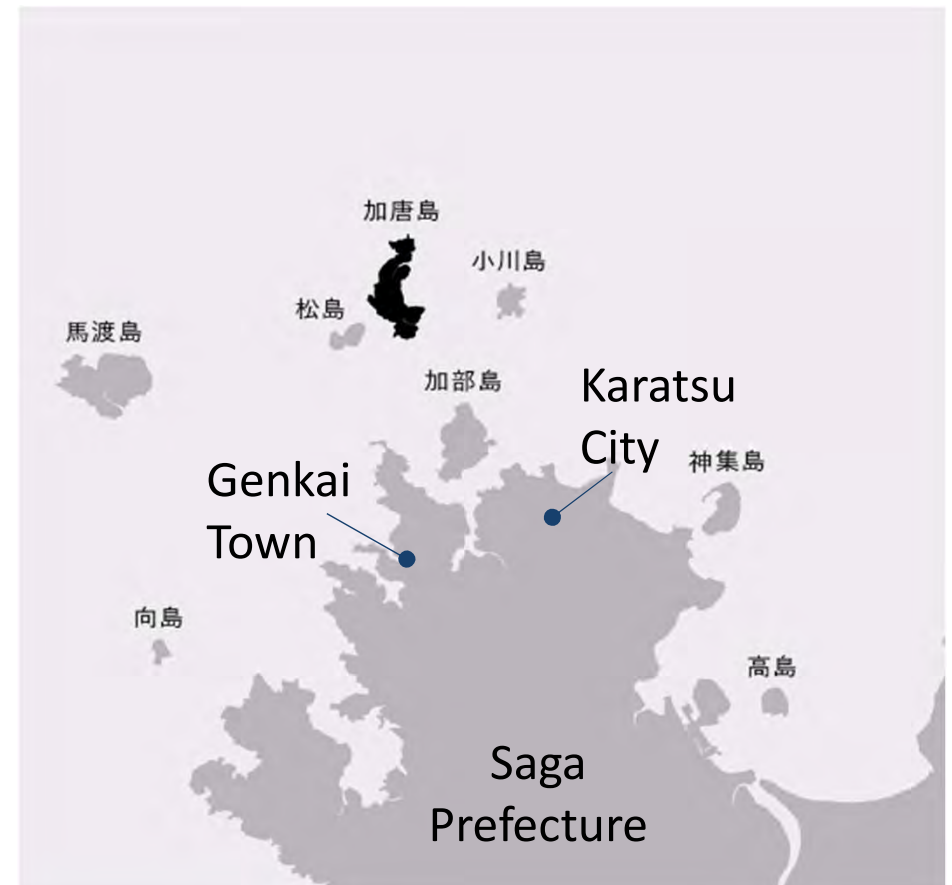 加唐島
小川島
松島
馬渡島
加部島
Karatsu
City
神集島
Genkai
Town
向島
高島
Saga
Prefecture